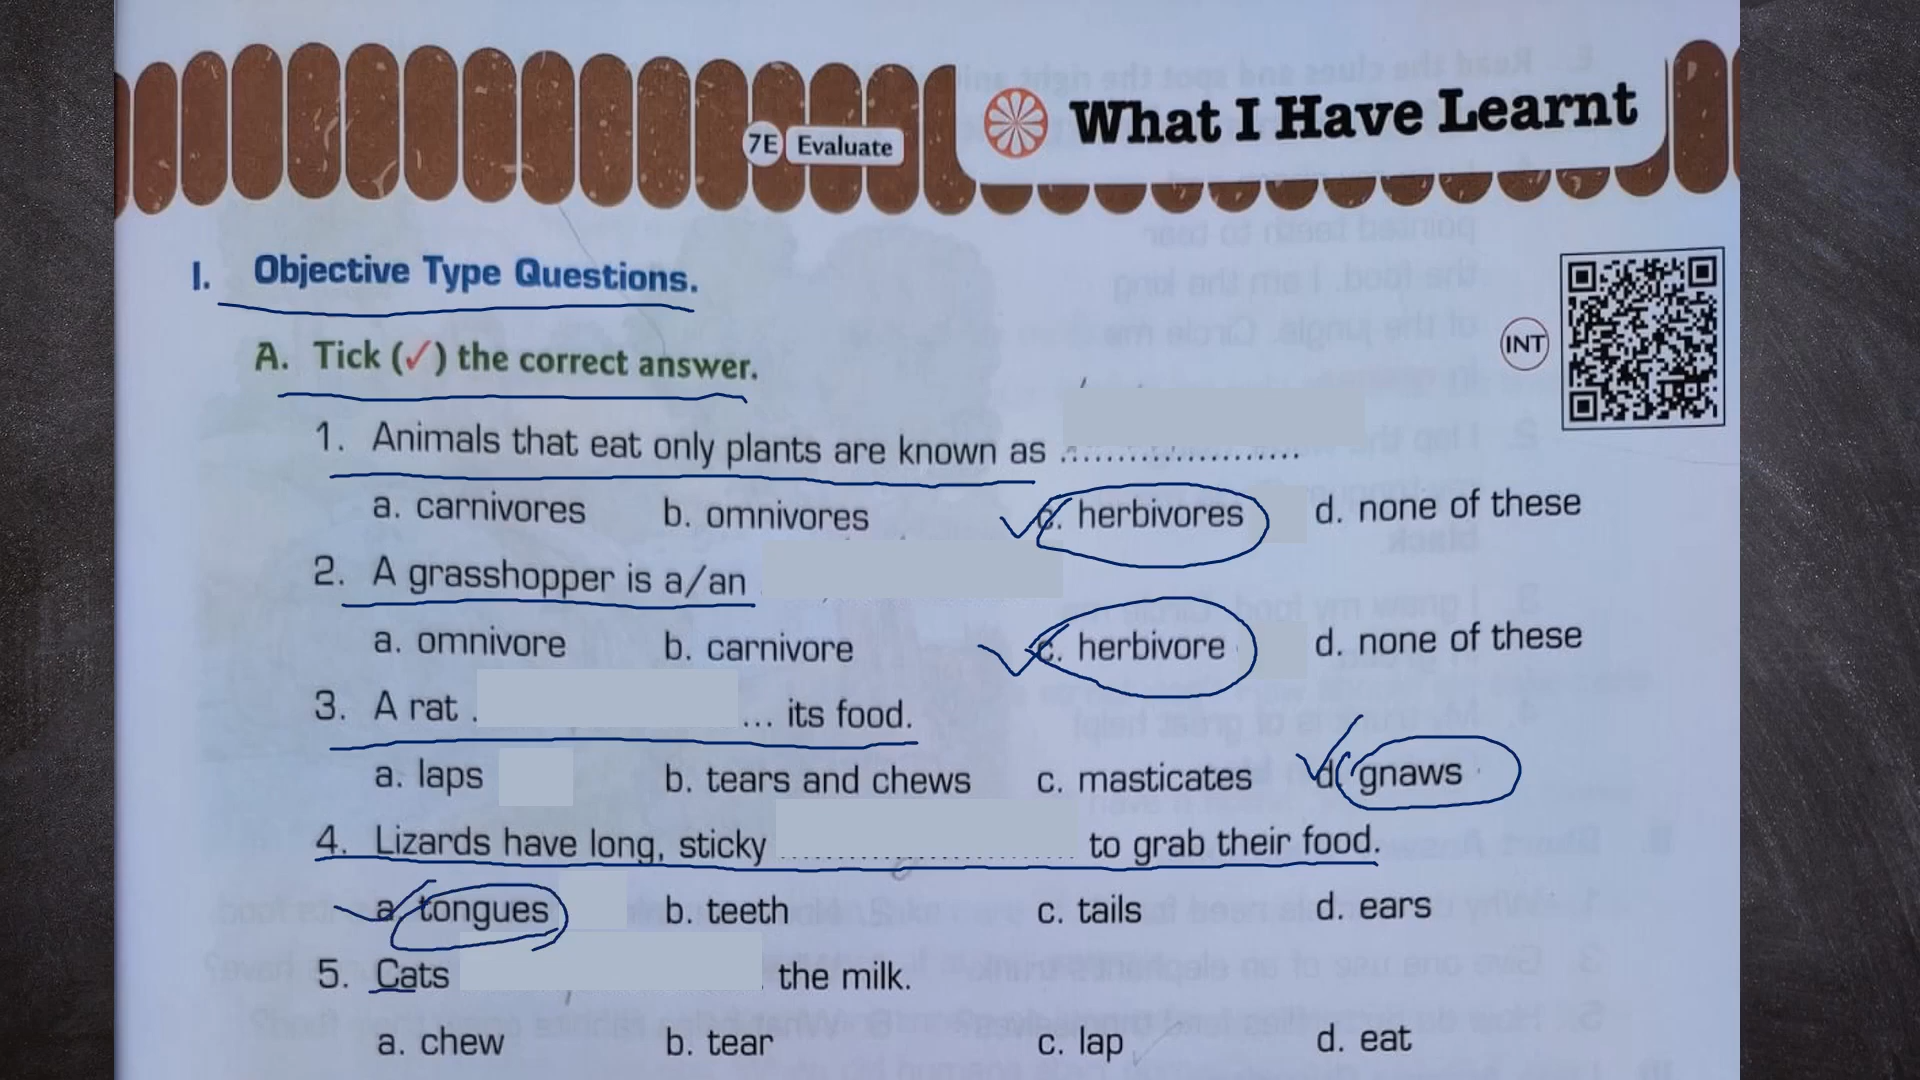 7E Evaluate What I Have Learnt
I. Objective Type Questions.
INT
A. Tick (✓) the correct answer.
1. Animals that eat only plants are known as ......................
a. carnivores b. omnivores c. herbivores d. none of these
2. A grasshopper is a/an
a. omnivore b. carnivore c. herbivore d. none of these
3. A rat . ... its food.
a. laps b. tears and chews c. masticates d. gnaws
4. Lizards have long, sticky .......................... to grab their food.
a. tongues b. teeth c. tails d. ears
5. Cats the milk.
a. chew b. tear c. lap d. eat